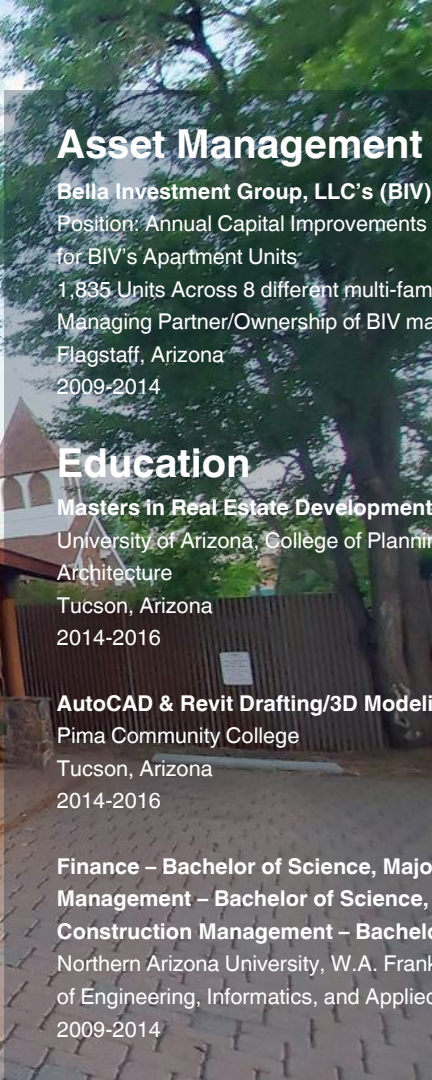 Asset Management
Bella Investment Group, LLC's (BIV)
Position: Annual Capital Improvements
for BIV's Apartment Units
1,835 Units Across 8 different multi-fam
Managing Partner/Ownership of BIV ma
Flagstaff, Arizona
2009-2014
Education
Masters in Real Estate Development
University of Arizona, College of Plannin
Architecture
Tucson, Arizona
2014-2016
AutoCAD & Revit Drafting/3D Modeli
Pima Community College
Tucson, Arizona
2014-2016
Finance – Bachelor of Science, Majo
Management – Bachelor of Science,
Construction Management – Bachelo
Northern Arizona University, W.A. Frank
of Engineering, Informatics, and Applied
2009-2014